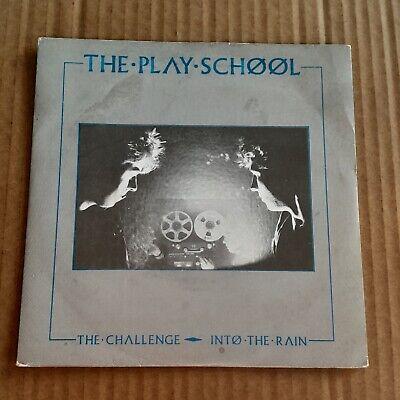 THE·PLAY·SCHØØL
THE·CHALLENGE INTØ·THE·RAIN